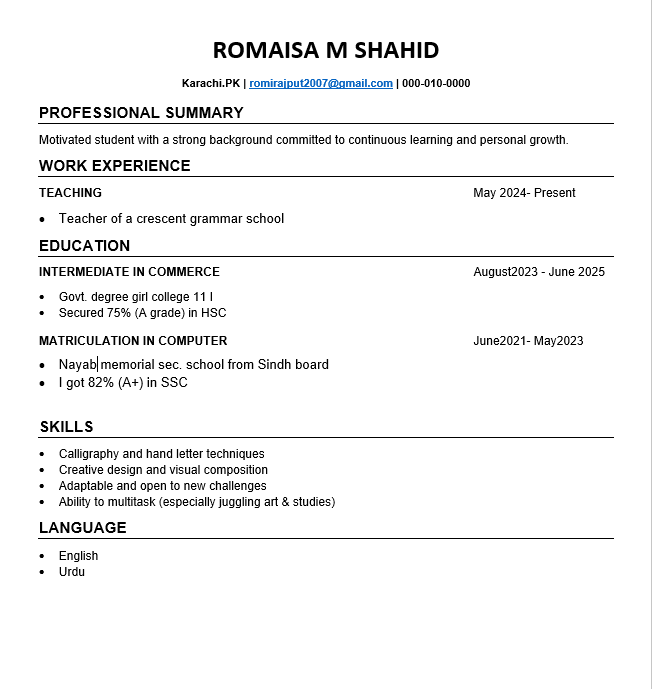 ROMAISA M SHAHID
Karachi.PK | romirajput2007@gmail.com | 000-010-0000
PROFESSIONAL SUMMARY
Motivated student with a strong background committed to continuous learning and personal growth.
WORK EXPERIENCE
TEACHING May 2024- Present
• Teacher of a crescent grammar school
EDUCATION
INTERMEDIATE IN COMMERCE August2023 - June 2025
• Govt. degree girl college 11 I
• Secured 75% (A grade) in HSC
MATRICULATION IN COMPUTER June2021- May2023
• Nayab memorial sec. school from Sindh board
• I got 82% (A+) in SSC
SKILLS
• Calligraphy and hand letter techniques
• Creative design and visual composition
• Adaptable and open to new challenges
• Ability to multitask (especially juggling art & studies)
LANGUAGE
• English
• Urdu